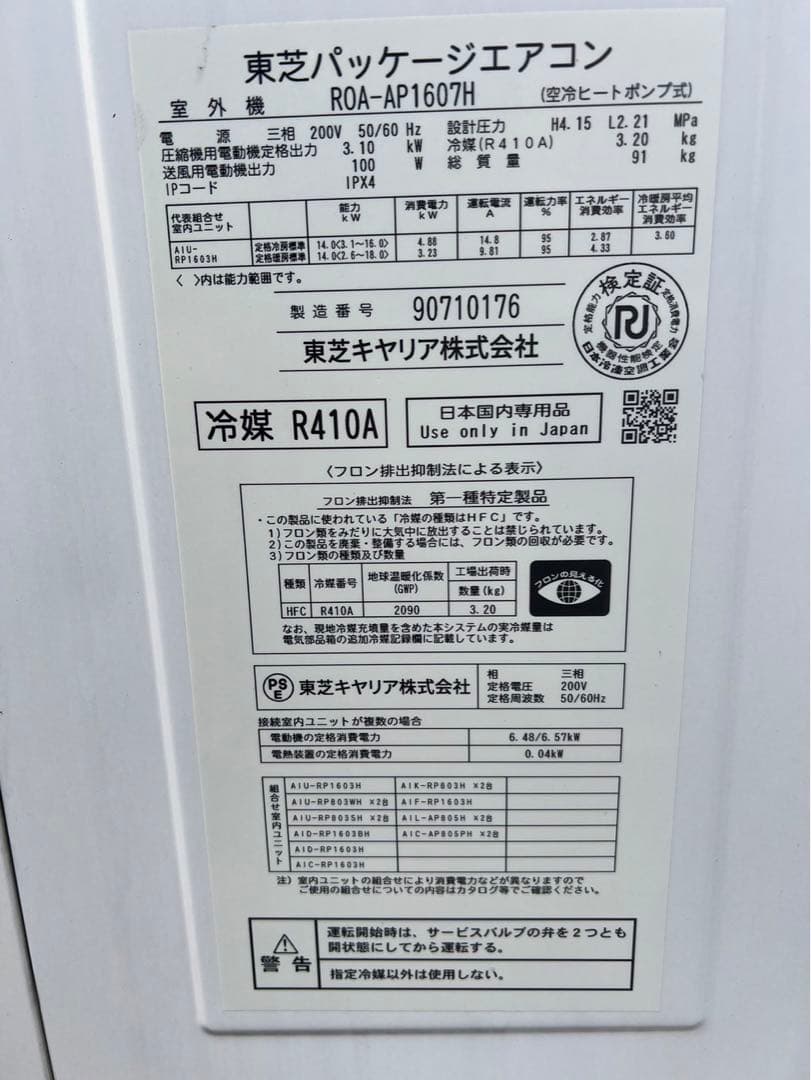 東芝パッケージエアコン
室外機 ROA-AP1607H (空冷ヒートポンプ式)
電源 三相 200V 50/60 Hz 設計圧力 H4.15 L2.21 MPa
圧縮機用電動機定格出力 3.10 kW 冷媒(R410A) 3.20 kg
送風用電動機出力 100 W 総質量 91 kg
IPコード IPX4
代表組合せ室内ユニット 能力 kW 消費電力 kW 運転電流 A 運転力率 % エネルギー消費効率 冷暖房平均エネルギー消費効率
AIU-RP1603H 定格冷房標準 14.0<3.1~16.0> 4.88 14.8 95 2.87 3.60
定格暖房標準 14.0<2.6~18.0> 3.23 9.81 95 4.33
〈 〉内は能力範囲です。
製造番号 90710176
東芝キヤリア株式会社
検定証
定格能力 定格消費電力
機器性能検定
日本冷凍空調工業会
冷媒 R410A
日本国内専用品
Use only in Japan
〈フロン排出抑制法による表示〉
フロン排出抑制法 第一種特定製品
・この製品に使われている「冷媒の種類はHFC」です。
1)フロン類をみだりに大気中に放出することは禁じられています。
2)この製品を廃棄・整備する場合には、フロン類の回収が必要です。
3)フロン類の種類及び数量
種類 冷媒番号 地球温暖化係数(GWP) 工場出荷時数量(kg)
HFC R410A 2090 3.20
フロンの見える化
なお、現地冷媒充填量を含めた本システムの実冷媒量は
電気部品箱の追加冷媒記録欄に記載しています。
PSE 東芝キヤリア株式会社
相 三相
定格電圧 200V
定格周波数 50/60Hz
接続室内ユニットが複数の場合
電動機の定格消費電力 6.48/6.57kW
電熱装置の定格消費電力 0.04kW
組合せ室内ユニット
AIU-RP1603H AIK-RP803H ×2台
AIU-RP803WH ×2台 AIF-RP1603H
AIU-RP803SH ×2台 AIL-AP805H ×2台
AID-RP1603BH AIC-AP805PH ×2台
AID-RP1603H
AIC-RP1603H
注)室内ユニットの組合せにより消費電力などが異なりますので
ご使用の組合せについての内容はカタログ等でご確認ください。
警告
運転開始時は、サービスバルブの弁を2つとも
開状態にしてから運転する。
指定冷媒以外は使用しない。